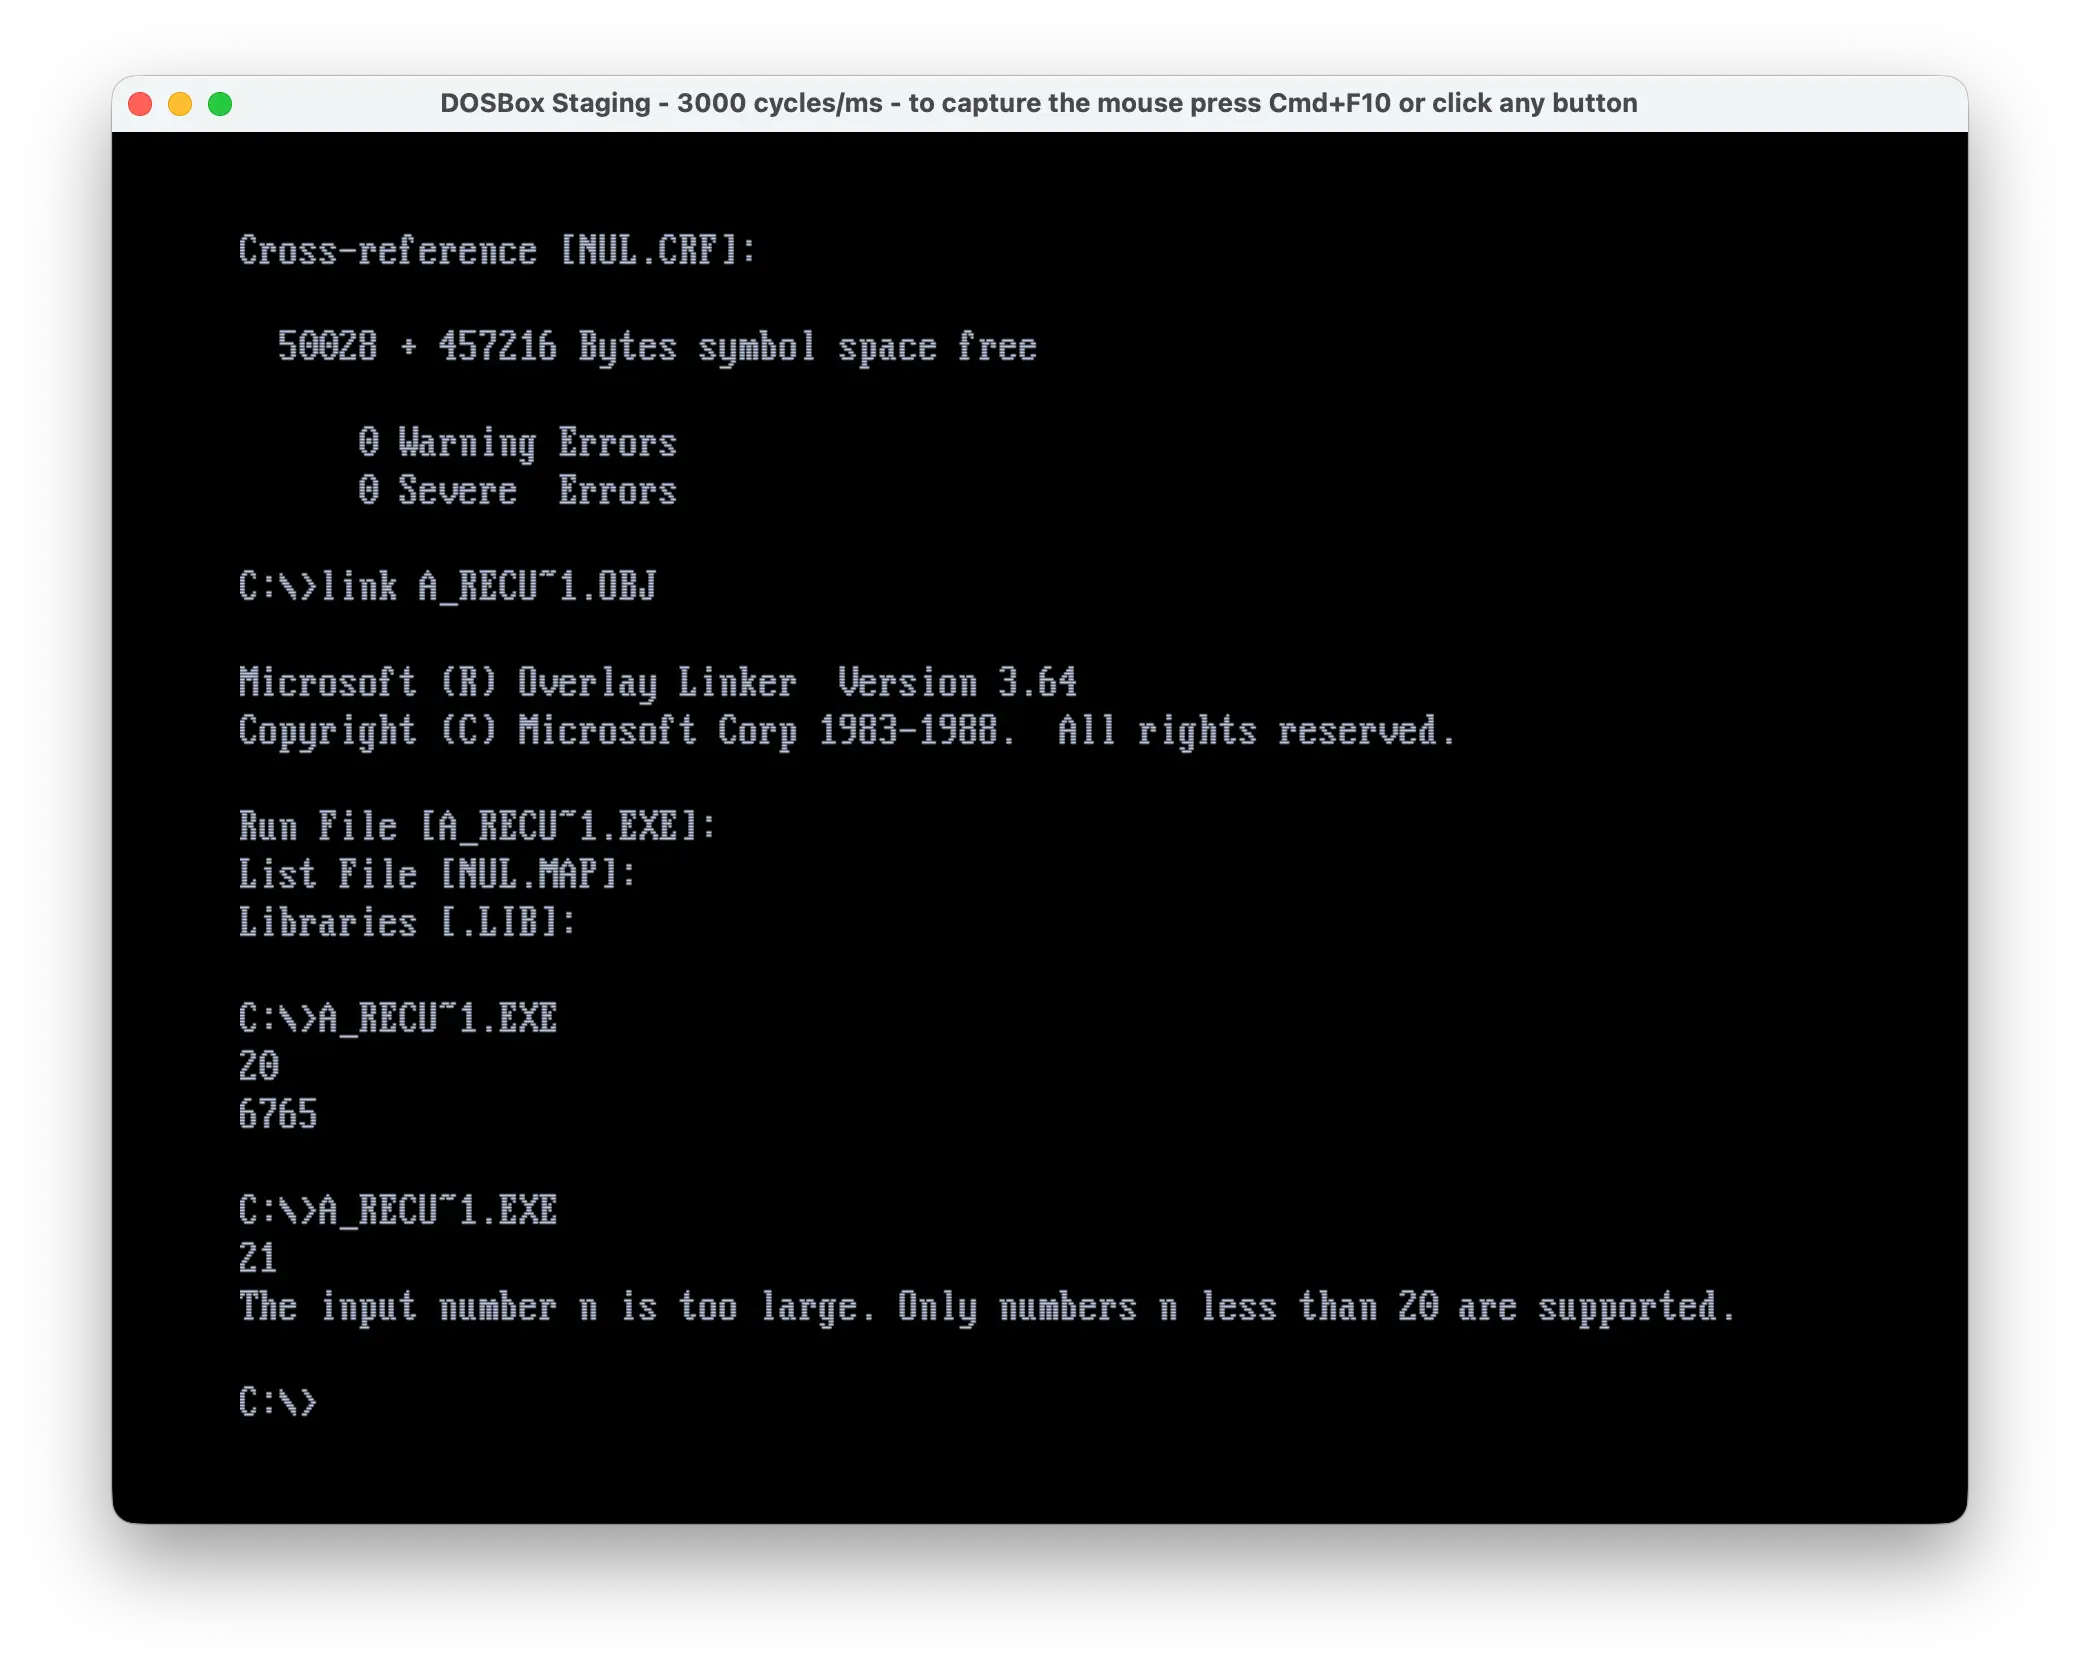 DOSBox Staging - 3000 cycles/ms - to capture the mouse press Cmd+F10 or click any button
Cross-reference [NUL.CRF]:
50028 + 457216 Bytes symbol space free
0 Warning Errors
0 Severe  Errors
C:\>link A_RECU~1.OBJ
Microsoft (R) Overlay Linker  Version 3.64
Copyright (C) Microsoft Corp 1983-1988.  All rights reserved.
Run File [A_RECU~1.EXE]:
List File [NUL.MAP]:
Libraries [.LIB]:
C:\>A_RECU~1.EXE
20
6765
C:\>A_RECU~1.EXE
21
The input number n is too large. Only numbers n less than 20 are supported.
C:\>